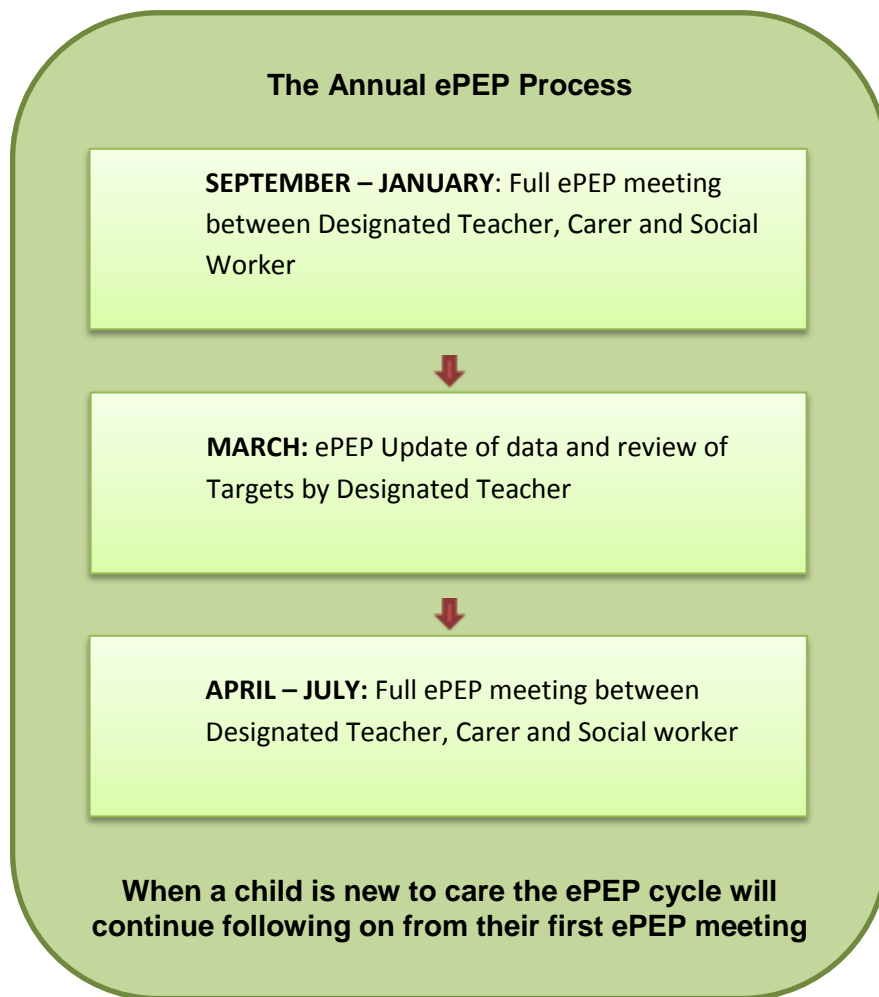 The Annual ePEP Process
SEPTEMBER – JANUARY: Full ePEP meeting
between Designated Teacher, Carer and Social
Worker
MARCH: ePEP Update of data and review of
Targets by Designated Teacher
APRIL – JULY: Full ePEP meeting between
Designated Teacher, Carer and Social worker
When a child is new to care the ePEP cycle will
continue following on from their first ePEP meeting